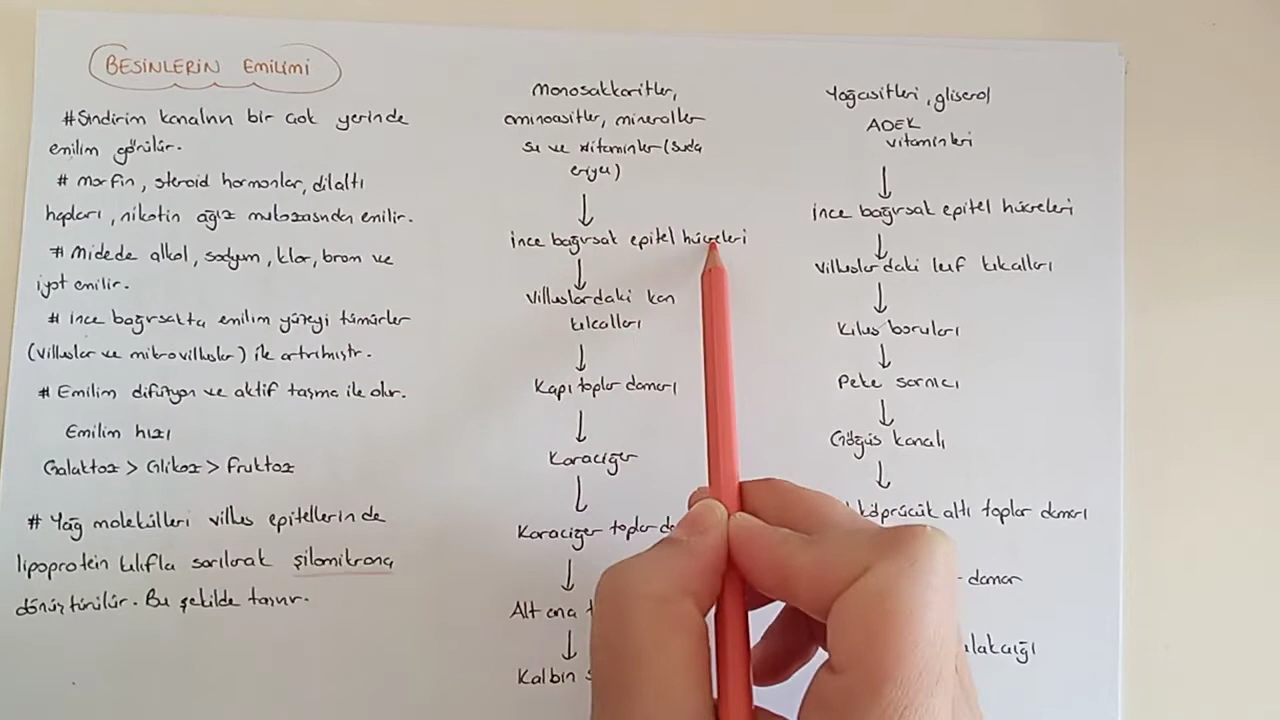 BESİNLERİN EMİLİMİ
# Sindirim kanalının bir çok yerinde
emilim görülür.
# Morfin, steroid hormonlar, dilaltı
hapları, nikotin ağız mukozasında emilir.
# Midede alkol, sodyum, klor, brom ve
iyot emilir.
# İnce bağırsakta emilim yüzeyi tümürler
(villuslar ve mikrovilluslar) ile artırılmıştır.
# Emilim difüzyon ve aktif taşıma ile olur.
Emilim hızı
Galaktoz > Glikoz > Fruktoz
# Yağ molekülleri villus epitellerinde
lipoprotein kılıfla sarılarak şilomikrona
dönüştürülür. Bu şekilde taşınır.
Monosakkaritler,
aminoasitler, mineraller
su ve vitaminler (suda
eriyen)
↓
İnce bağırsak epitel hücreleri
↓
Villuslardaki kan
kılcalları
↓
Kapı toplar damarı
↓
Karaciğer
↓
Karaciğer toplar
↓
Alt ana
↓
Kalbin
Yağasitleri, gliserol
ADEK
vitaminleri
↓
İnce bağırsak epitel hücreleri
↓
Villuslardaki lenf kılcalları
↓
Kilus boruları
↓
Peke sarnıcı
↓
Göğüs kanalı
↓
köprücük altı toplar damarı
damar